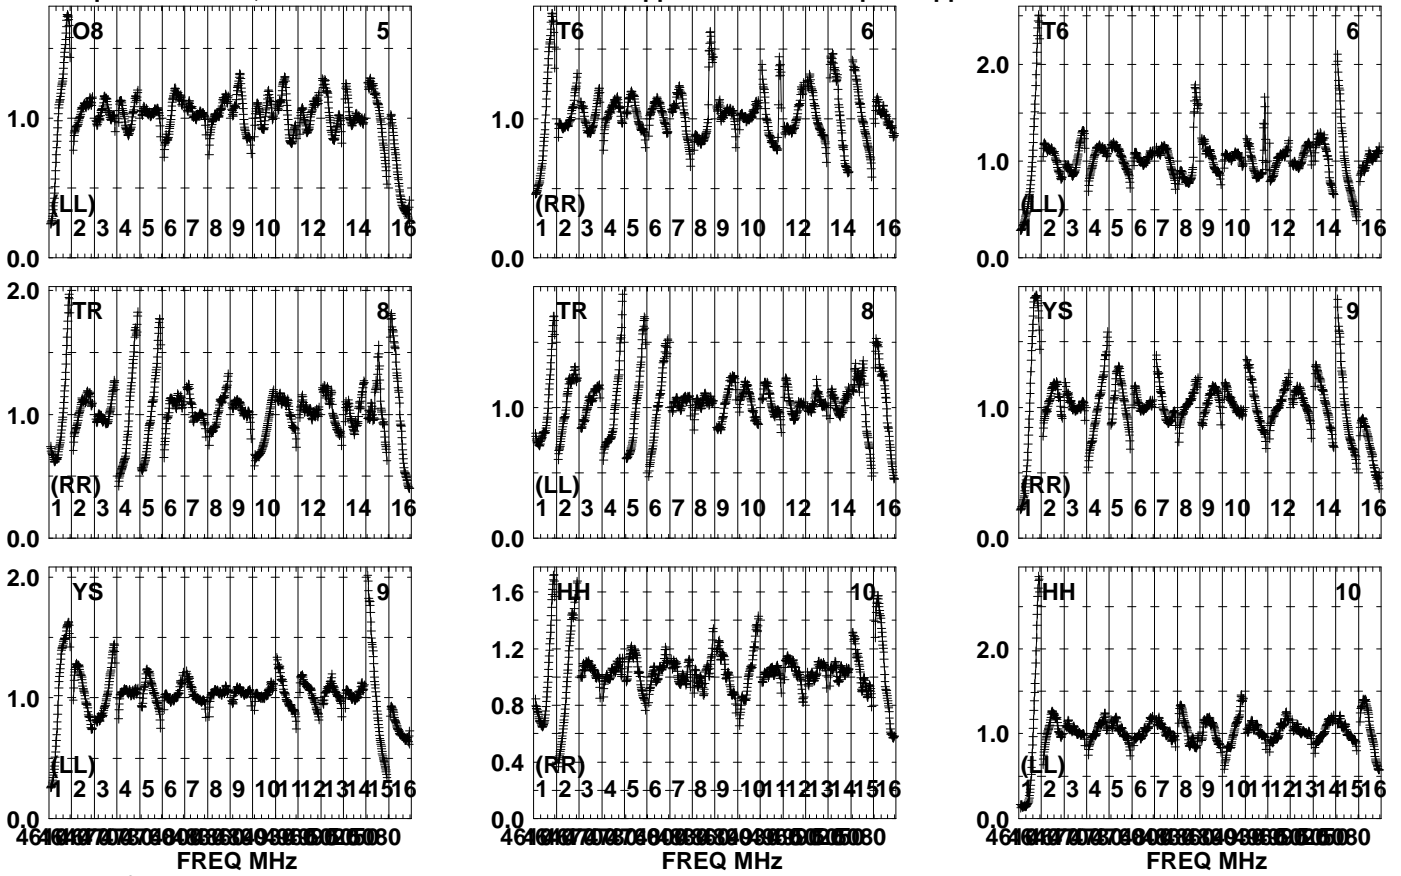 O8 5
1.0
(LL)
1 2 3 4 5 6 7 8 9 10 12 14 16
0.0
T6 6
1.0
(RR)
1 2 3 4 5 6 7 8 9 10 12 14 16
0.0
T6 6
2.0
1.0
(LL)
1 2 3 4 5 6 7 8 9 10 12 14 16
0.0
2.0
TR 8
1.0
(RR)
1 2 3 4 5 6 7 8 9 10 12 14 16
0.0
TR 8
1.0
(LL)
1 2 3 4 5 6 7 8 9 10 12 14 16
0.0
YS 9
1.0
(RR)
1 2 3 4 5 6 7 8 9 10 12 14 16
0.0
2.0
YS 9
1.0
(LL)
1 2 3 4 5 6 7 8 9 10 11 12 13 14 15 16
0.0
FREQ MHz
HH 10
1.6
1.2
0.8
0.4
(RR)
1 2 3 4 5 6 7 8 9 10 11 12 13 14 15 16
0.0
FREQ MHz
HH 10
2.0
1.0
(LL)
1 2 3 4 5 6 7 8 9 10 11 12 13 14 15 16
0.0
FREQ MHz